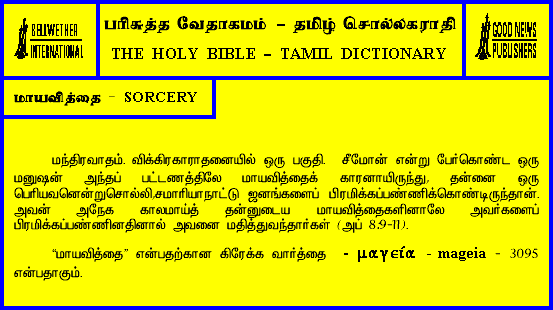 BELLWETHER
INTERNATIONAL
பரிசுத்த வேதாகமம் – தமிழ் சொல்லகராதி
THE HOLY BIBLE – TAMIL DICTIONARY
GOOD NEWS
PUBLISHERS
மாயவித்தை - SORCERY
மந்திரவாதம். விக்கிரகாராதனையில் ஒரு பகுதி. சீமோன் என்று பேர்கொண்ட ஒரு
மனுஷன் அந்தப் பட்டணத்திலே மாயவித்தைக் காரனாயிருந்து, தன்னை ஒரு
பெரியவனென்றுசொல்லி,சமாரியாநாட்டு ஜனங்களைப் பிரமிக்கப்பண்ணிக்கொண்டிருந்தான்.
அவன் அநேக காலமாய்த் தன்னுடைய மாயவித்தைகளினாலே அவர்களைப்
பிரமிக்கப்பண்ணினதினால் அவனை மதித்துவந்தார்கள் (அப் 8:9-11).
“மாயவித்தை” என்பதற்கான கிரேக்க வார்த்தை - μαγεία - mageia - 3095
என்பதாகும்.